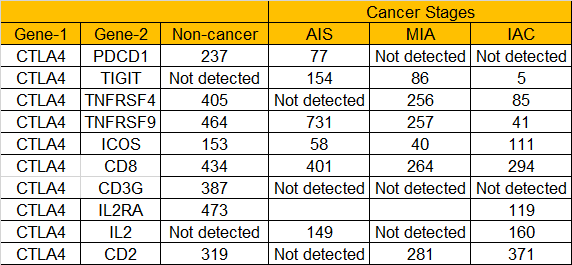 Cancer Stages
Gene-1 Gene-2 Non-cancer AIS MIA IAC
CTLA4 PDCD1 237 77 Not detected Not detected
CTLA4 TIGIT Not detected 154 86 5
CTLA4 TNFRSF4 405 Not detected 256 85
CTLA4 TNFRSF9 464 731 257 41
CTLA4 ICOS 153 58 40 111
CTLA4 CD8 434 401 264 294
CTLA4 CD3G 387 Not detected Not detected Not detected
CTLA4 IL2RA 473 119
CTLA4 IL2 Not detected 149 Not detected 160
CTLA4 CD2 319 Not detected 281 371